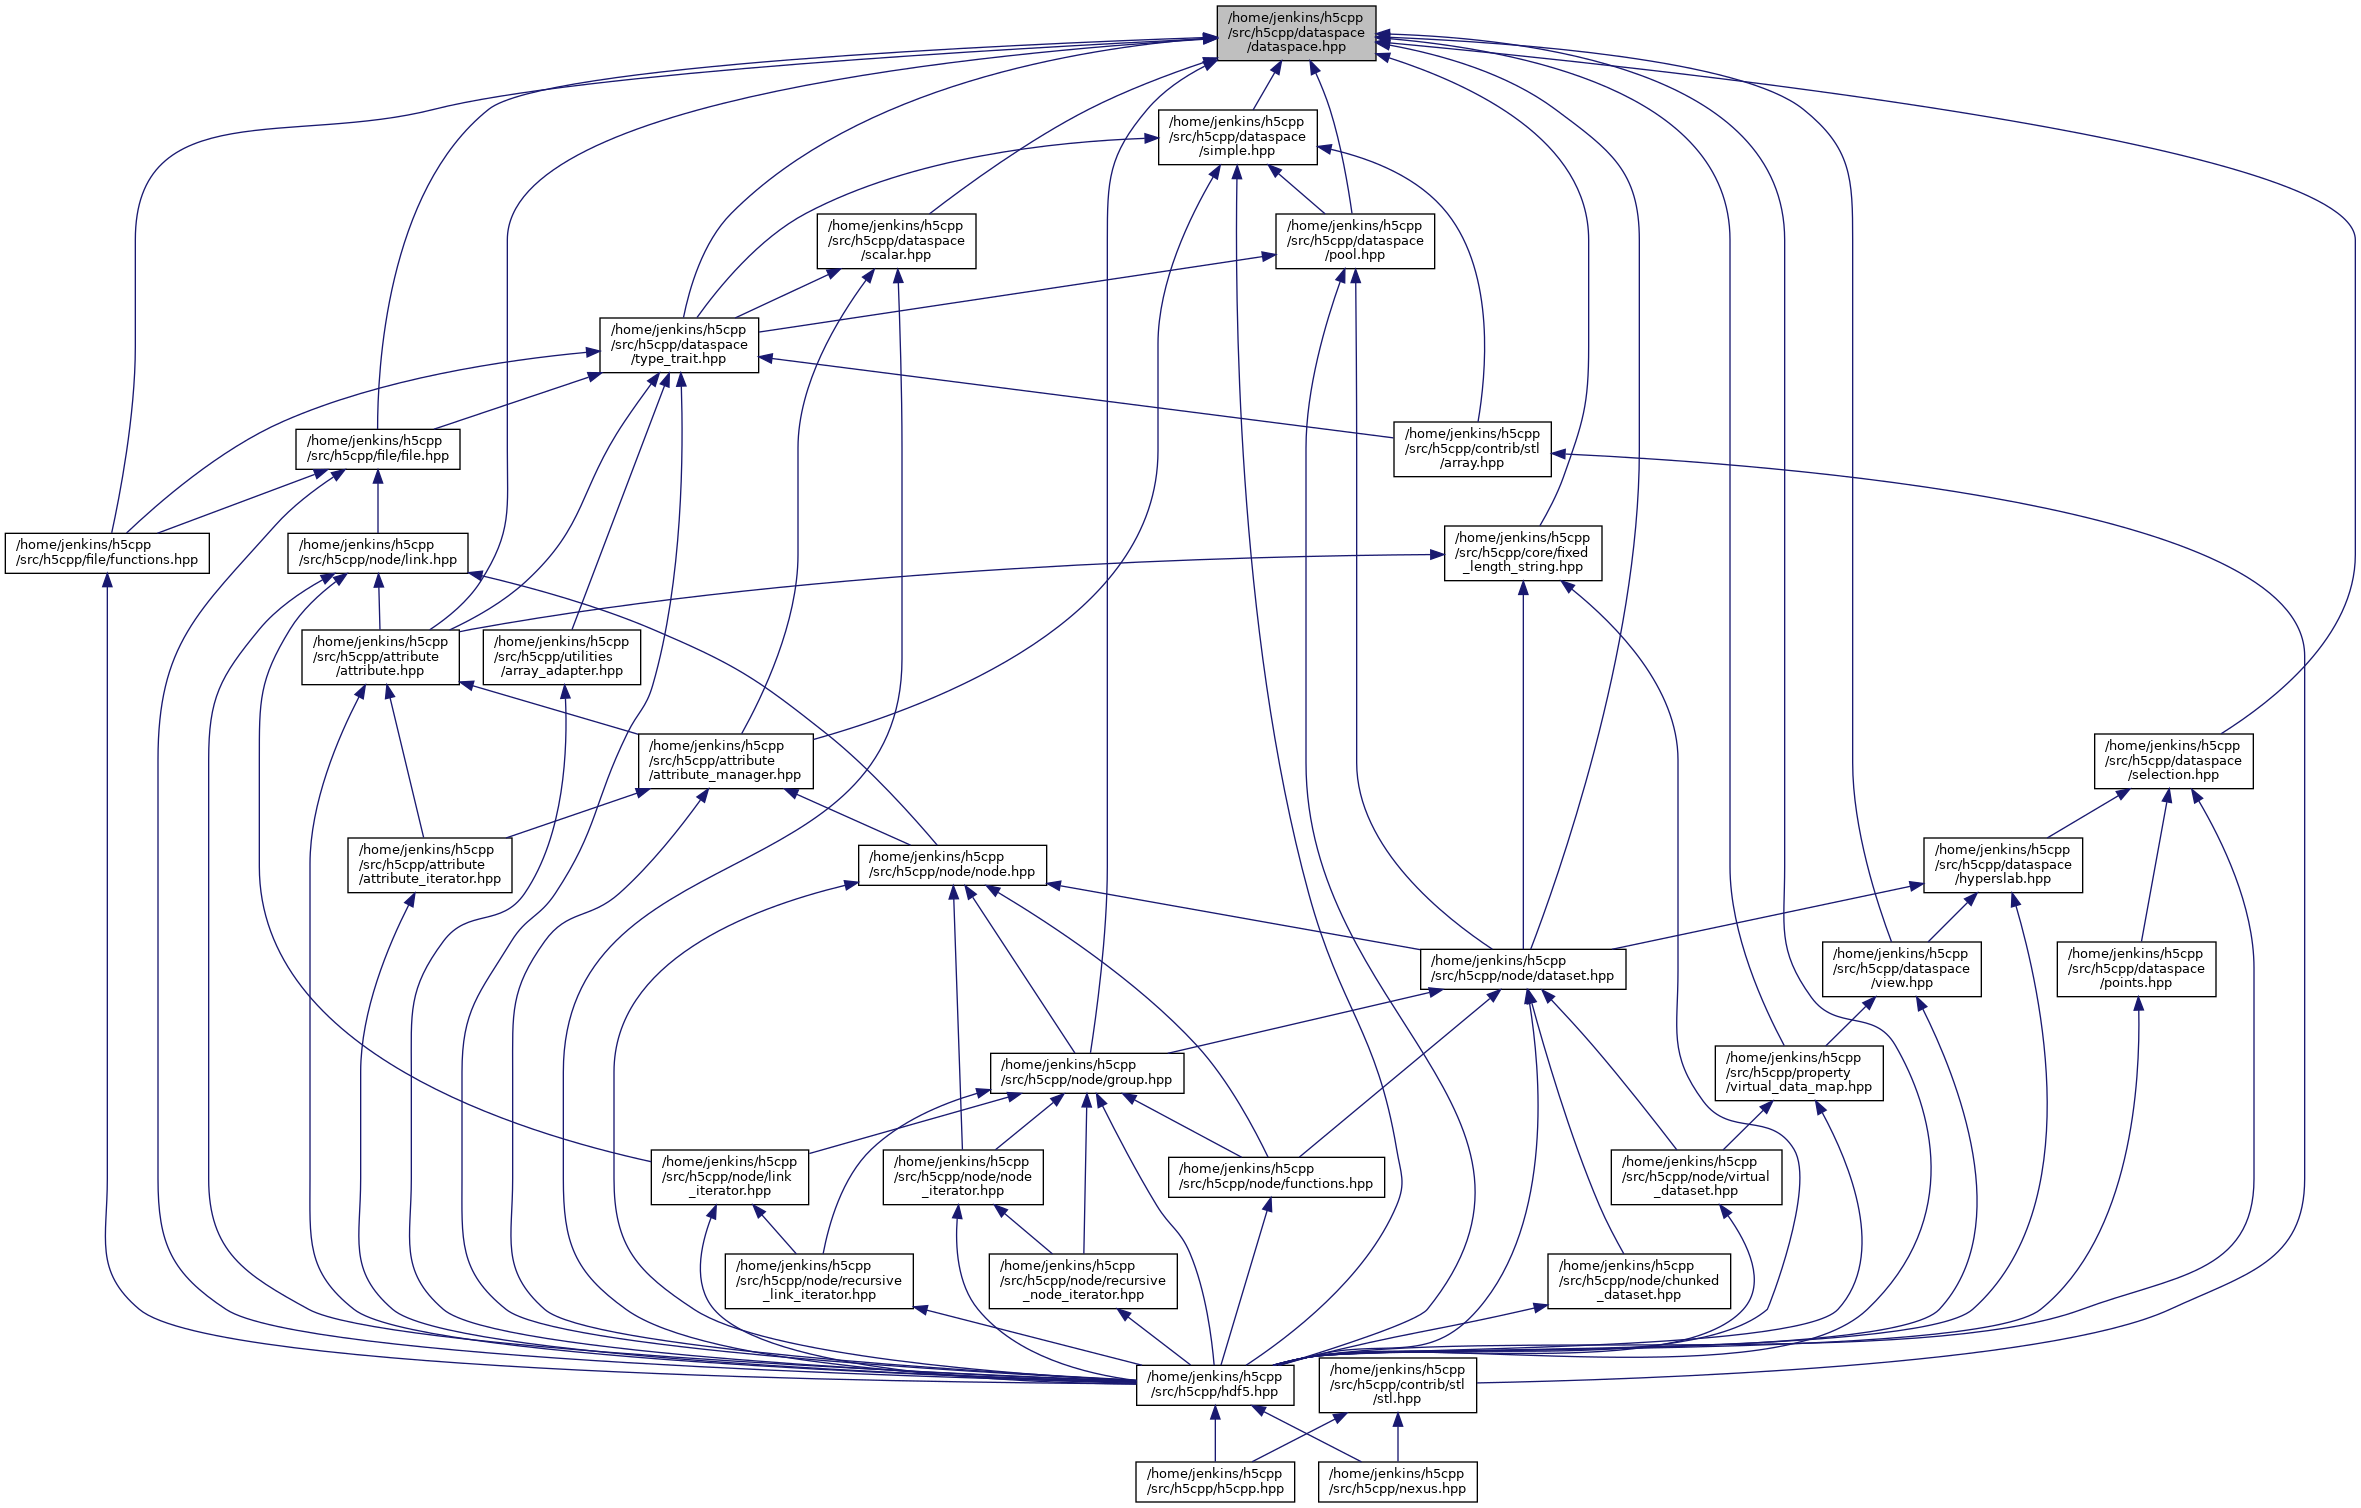 /home/jenkins/h5cpp
/src/h5cpp/dataspace
/dataspace.hpp
/home/jenkins/h5cpp
/src/h5cpp/dataspace
/simple.hpp
/home/jenkins/h5cpp
/src/h5cpp/dataspace
/scalar.hpp
/home/jenkins/h5cpp
/src/h5cpp/dataspace
/pool.hpp
/home/jenkins/h5cpp
/src/h5cpp/dataspace
/type_trait.hpp
/home/jenkins/h5cpp
/src/h5cpp/file/file.hpp
/home/jenkins/h5cpp
/src/h5cpp/contrib/stl
/array.hpp
/home/jenkins/h5cpp
/src/h5cpp/file/functions.hpp
/home/jenkins/h5cpp
/src/h5cpp/node/link.hpp
/home/jenkins/h5cpp
/src/h5cpp/core/fixed
_length_string.hpp
/home/jenkins/h5cpp
/src/h5cpp/attribute
/attribute.hpp
/home/jenkins/h5cpp
/src/h5cpp/utilities
/array_adapter.hpp
/home/jenkins/h5cpp
/src/h5cpp/attribute
/attribute_manager.hpp
/home/jenkins/h5cpp
/src/h5cpp/dataspace
/selection.hpp
/home/jenkins/h5cpp
/src/h5cpp/attribute
/attribute_iterator.hpp
/home/jenkins/h5cpp
/src/h5cpp/node/node.hpp
/home/jenkins/h5cpp
/src/h5cpp/dataspace
/hyperslab.hpp
/home/jenkins/h5cpp
/src/h5cpp/node/dataset.hpp
/home/jenkins/h5cpp
/src/h5cpp/dataspace
/view.hpp
/home/jenkins/h5cpp
/src/h5cpp/dataspace
/points.hpp
/home/jenkins/h5cpp
/src/h5cpp/node/group.hpp
/home/jenkins/h5cpp
/src/h5cpp/property
/virtual_data_map.hpp
/home/jenkins/h5cpp
/src/h5cpp/node/link
_iterator.hpp
/home/jenkins/h5cpp
/src/h5cpp/node/node
_iterator.hpp
/home/jenkins/h5cpp
/src/h5cpp/node/functions.hpp
/home/jenkins/h5cpp
/src/h5cpp/node/virtual
_dataset.hpp
/home/jenkins/h5cpp
/src/h5cpp/node/recursive
_link_iterator.hpp
/home/jenkins/h5cpp
/src/h5cpp/node/recursive
_node_iterator.hpp
/home/jenkins/h5cpp
/src/h5cpp/node/chunked
_dataset.hpp
/home/jenkins/h5cpp
/src/h5cpp/hdf5.hpp
/home/jenkins/h5cpp
/src/h5cpp/contrib/stl
/stl.hpp
/home/jenkins/h5cpp
/src/h5cpp/h5cpp.hpp
/home/jenkins/h5cpp
/src/h5cpp/nexus.hpp